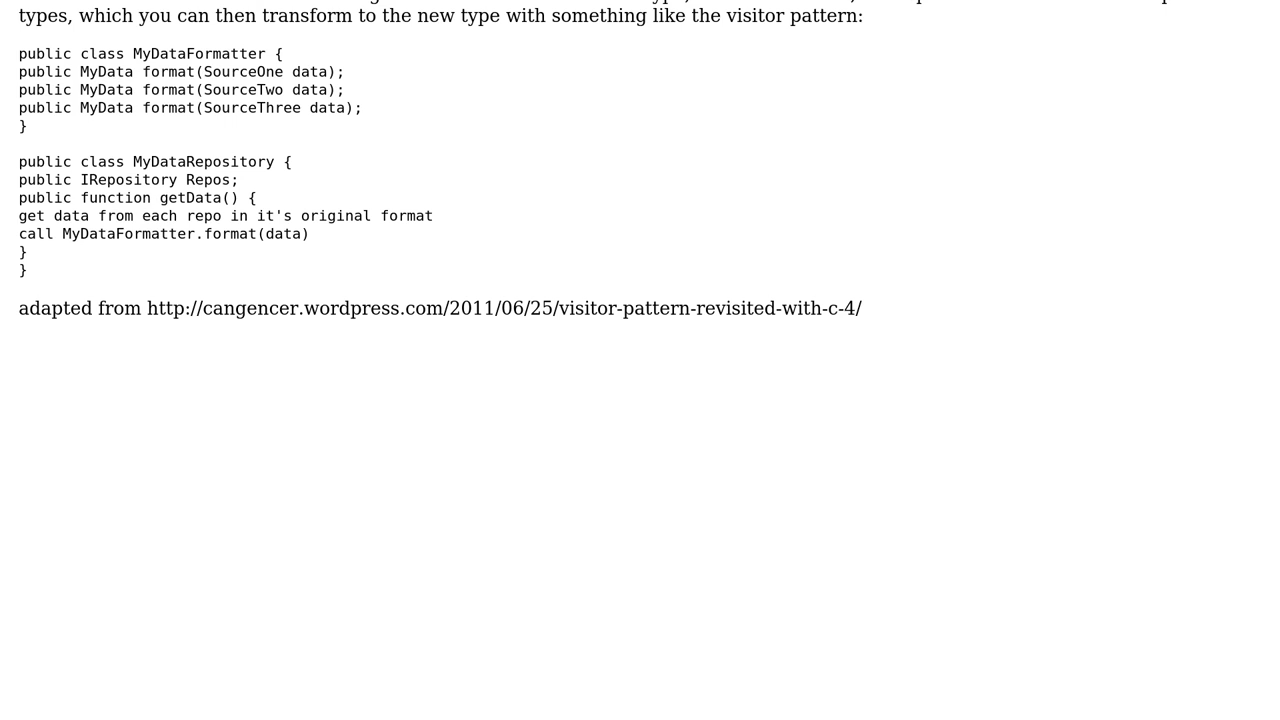 types, which you can then transform to the new type with something like the visitor pattern:
public class MyDataFormatter {
public MyData format(SourceOne data);
public MyData format(SourceTwo data);
public MyData format(SourceThree data);
}
public class MyDataRepository {
public IRepository Repos;
public function getData() {
get data from each repo in it's original format
call MyDataFormatter.format(data)
}
}
adapted from http://cangencer.wordpress.com/2011/06/25/visitor-pattern-revisited-with-c-4/